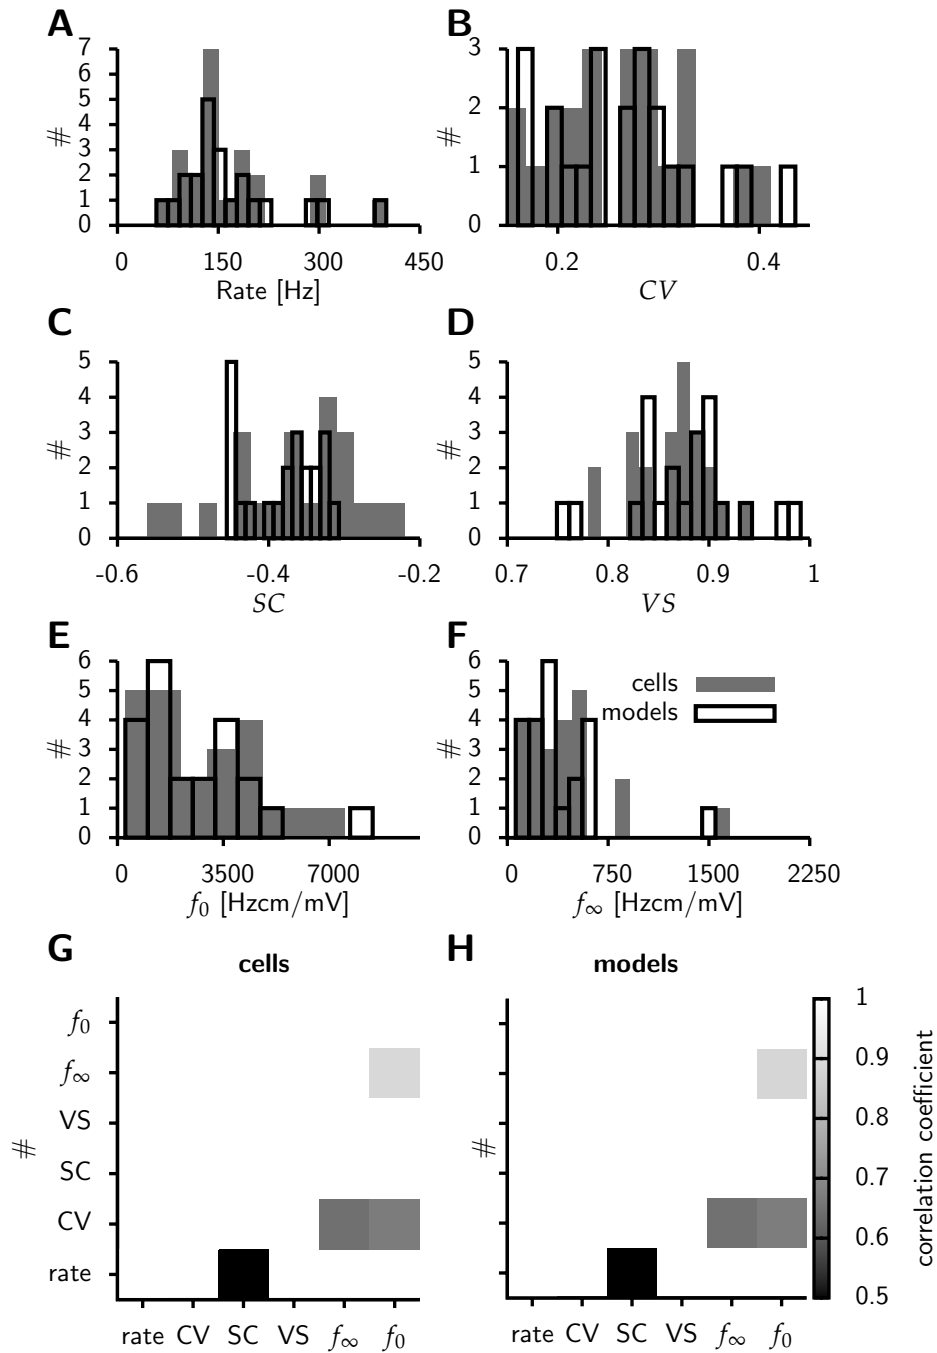 A
7
6
5
4
3
2
1
0
#
0 150 300 450
Rate [Hz]
B
3
2
1
0
#
0.2 0.4
CV
C
5
4
3
2
1
0
#
-0.6 -0.4 -0.2
SC
D
5
4
3
2
1
0
#
0.7 0.8 0.9 1
VS
E
6
5
4
3
2
1
0
#
0 3500 7000
f0 [Hzcm/mV]
F
6
5
4
3
2
1
0
#
cells
models
0 750 1500 2250
f∞ [Hzcm/mV]
G
cells
f0
f∞
VS
SC
CV
rate
#
rate CV SC VS f∞ f0
H
models
#
rate CV SC VS f∞ f0
1
0.9
0.8
0.7
0.6
0.5
correlation coefficient